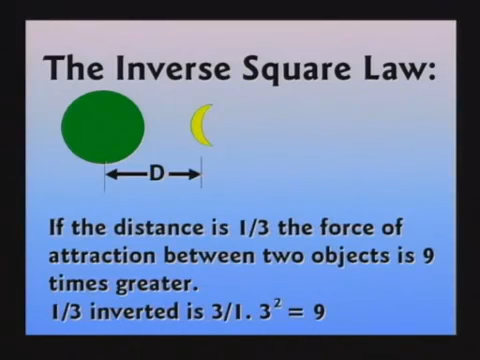 The Inverse Square Law:
D
If the distance is 1/3 the force of
attraction between two objects is 9
times greater.
1/3 inverted is 3/1. 3² = 9